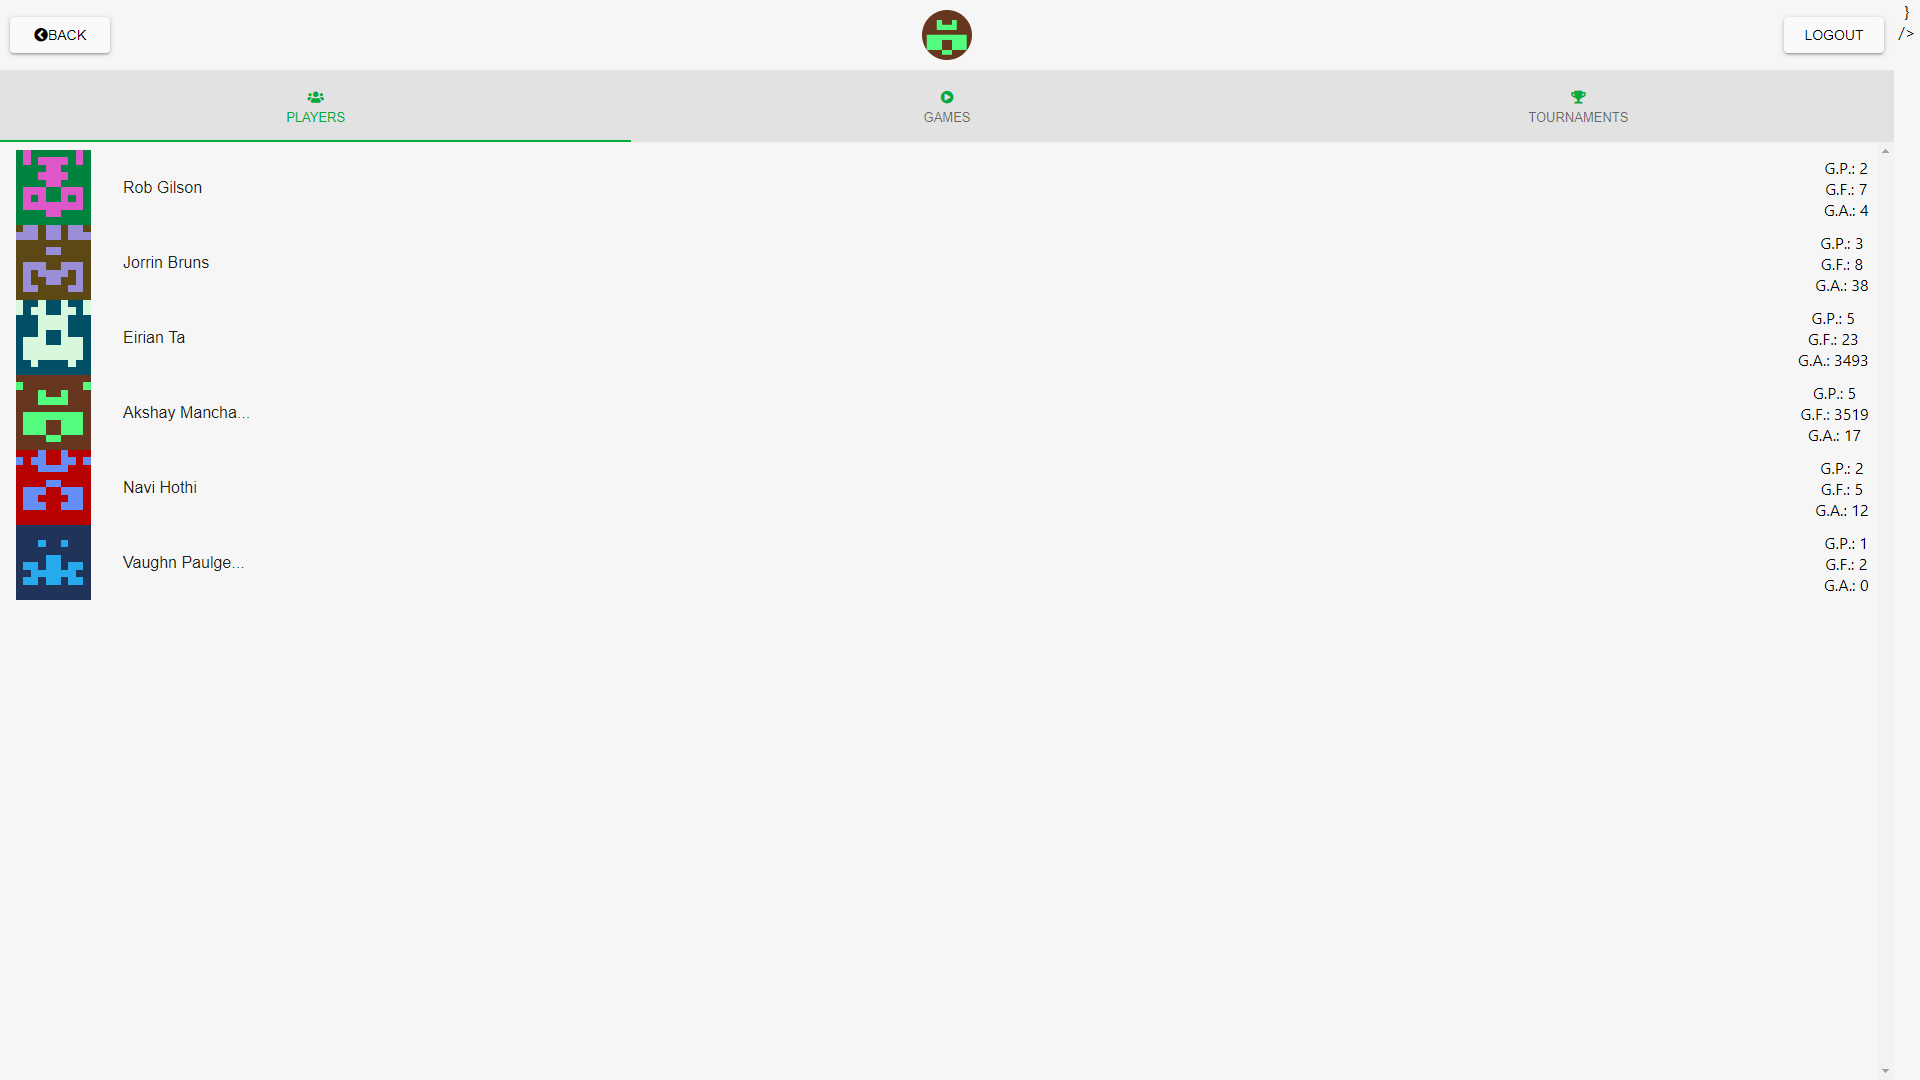 BACK
LOGOUT
}
/>
PLAYERS
GAMES
TOURNAMENTS
Rob Gilson
G.P.: 2
G.F.: 7
G.A.: 4
Jorrin Bruns
G.P.: 3
G.F.: 8
G.A.: 38
Eirian Ta
G.P.: 5
G.F.: 23
G.A.: 3493
Akshay Mancha...
G.P.: 5
G.F.: 3519
G.A.: 17
Navi Hothi
G.P.: 2
G.F.: 5
G.A.: 12
Vaughn Paulge...
G.P.: 1
G.F.: 2
G.A.: 0